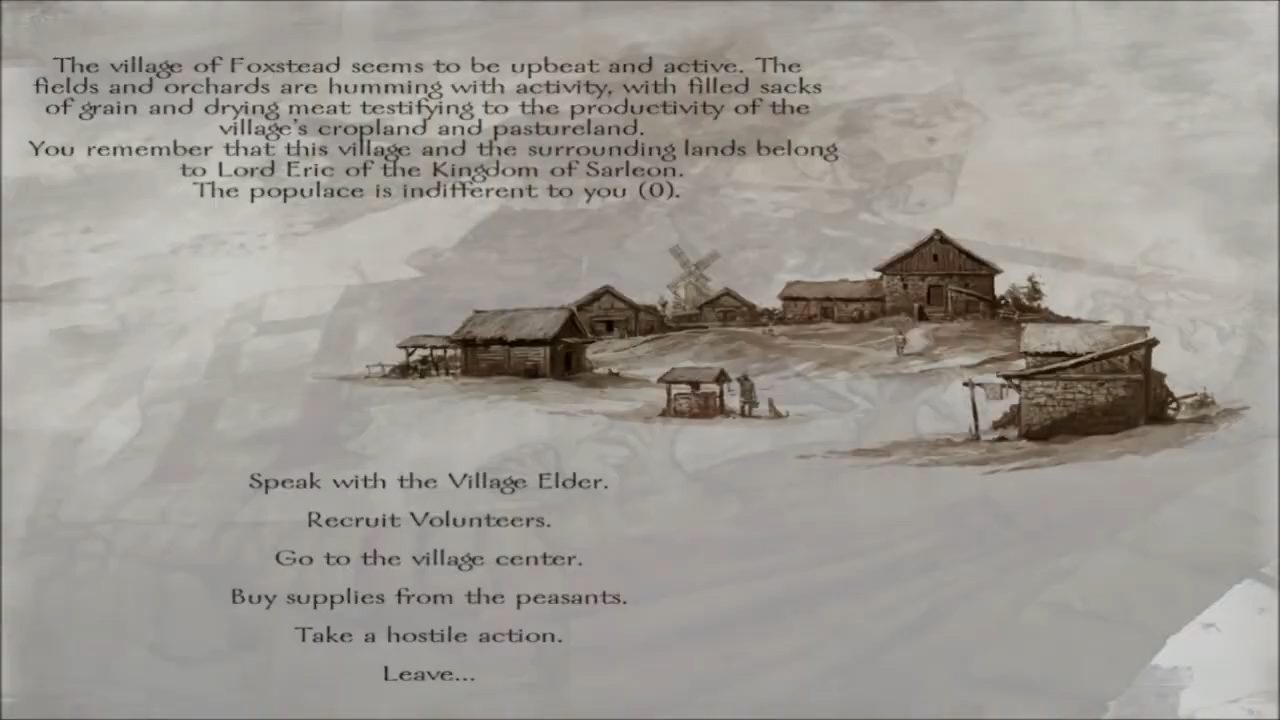 The village of Foxstead seems to be upbeat and active. The
fields and orchards are humming with activity, with filled sacks
of grain and drying meat testifying to the productivity of the
village's cropland and pastureland.
You remember that this village and the surrounding lands belong
to Lord Eric of the Kingdom of Sarleon.
The populace is indifferent to you (0).
Speak with the Village Elder.
Recruit Volunteers.
Go to the village center.
Buy supplies from the peasants.
Take a hostile action.
Leave...